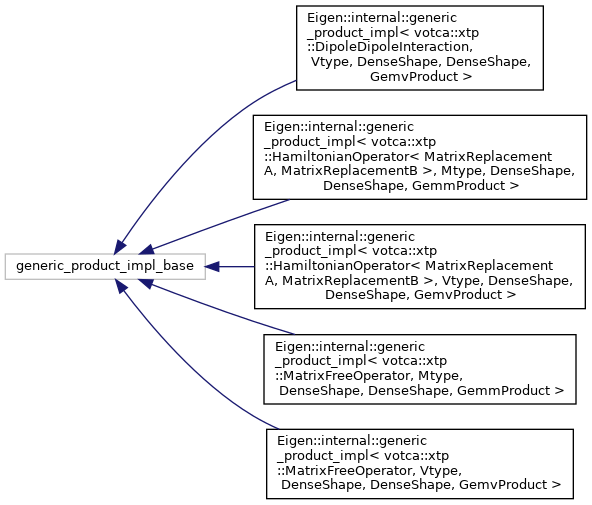 Eigen::internal::generic
_product_impl< votca::xtp
::DipoleDipoleInteraction,
Vtype, DenseShape, DenseShape,
GemvProduct >
Eigen::internal::generic
_product_impl< votca::xtp
::HamiltonianOperator< MatrixReplacement
A, MatrixReplacementB >, Mtype, DenseShape,
DenseShape, GemmProduct >
generic_product_impl_base
Eigen::internal::generic
_product_impl< votca::xtp
::HamiltonianOperator< MatrixReplacement
A, MatrixReplacementB >, Vtype, DenseShape,
DenseShape, GemvProduct >
Eigen::internal::generic
_product_impl< votca::xtp
::MatrixFreeOperator, Mtype,
DenseShape, DenseShape, GemmProduct >
Eigen::internal::generic
_product_impl< votca::xtp
::MatrixFreeOperator, Vtype,
DenseShape, DenseShape, GemvProduct >